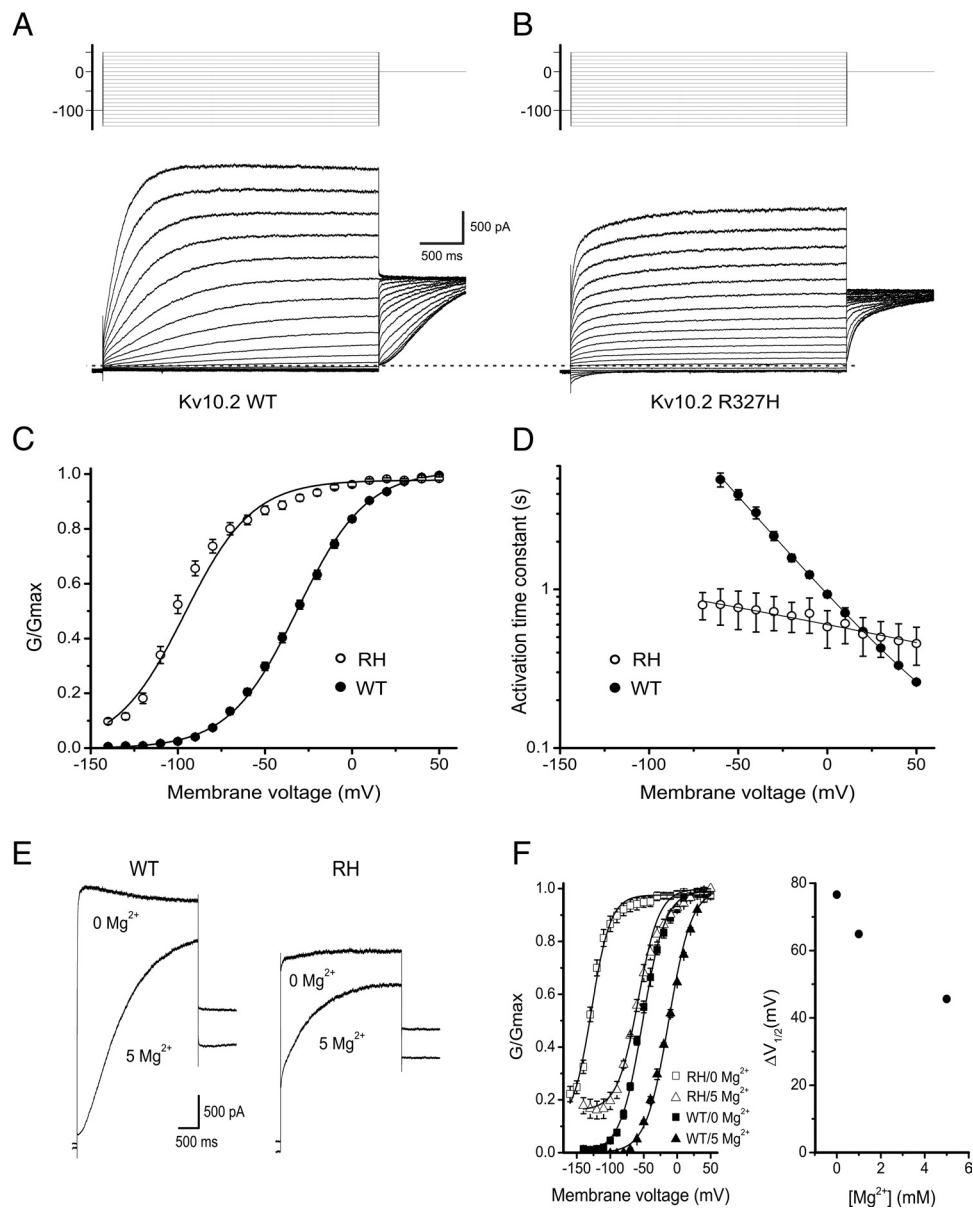 A
B
0
-100
0
-100
500 pA
500 ms
500 pA
500 ms
Kv10.2 WT
Kv10.2 R327H
C
D
1.0
0.8
0.6
0.4
0.2
0.0
G/Gmax
RH
WT
-150
-100
-50
0
50
Membrane voltage (mV)
Activation time constant (s)
1
0.1
RH
WT
-50
0
50
Membrane voltage (mV)
E
WT
RH
0 Mg²⁺
5 Mg²⁺
0 Mg²⁺
5 Mg²⁺
500 pA
500 ms
F
1.0
0.8
0.6
0.4
0.2
0.0
G/Gmax
RH/0 Mg²⁺
RH/5 Mg²⁺
WT/0 Mg²⁺
WT/5 Mg²⁺
-150
-100
-50
0
50
Membrane voltage (mV)
80
60
40
20
0
ΔV1/2(mV)
0
2
4
6
[Mg²⁺] (mM)